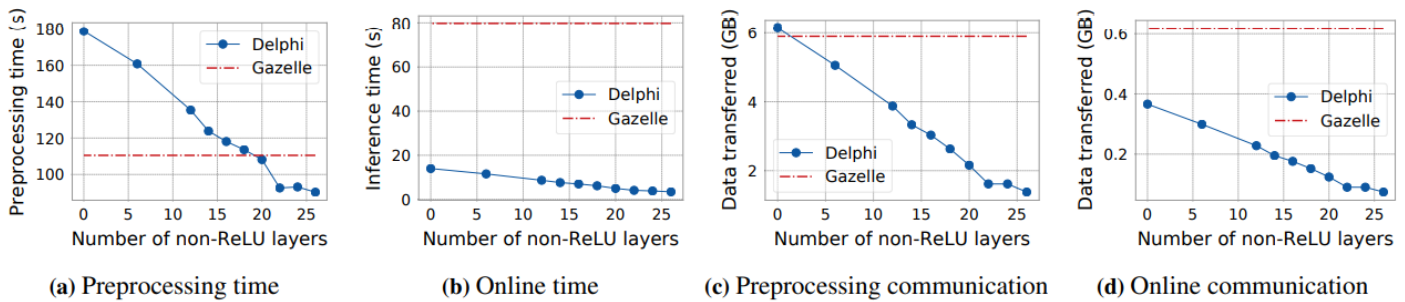 Preprocessing time (s)
180
160
140
120
100
0 5 10 15 20 25
Delphi
Gazelle
Number of non-ReLU layers
(a) Preprocessing time
Inference time (s)
80
60
40
20
0
0 5 10 15 20 25
Delphi
Gazelle
Number of non-ReLU layers
(b) Online time
Data transferred (GB)
6
4
2
0 5 10 15 20 25
Delphi
Gazelle
Number of non-ReLU layers
(c) Preprocessing communication
Data transferred (GB)
0.6
0.4
0.2
0 5 10 15 20 25
Delphi
Gazelle
Number of non-ReLU layers
(d) Online communication